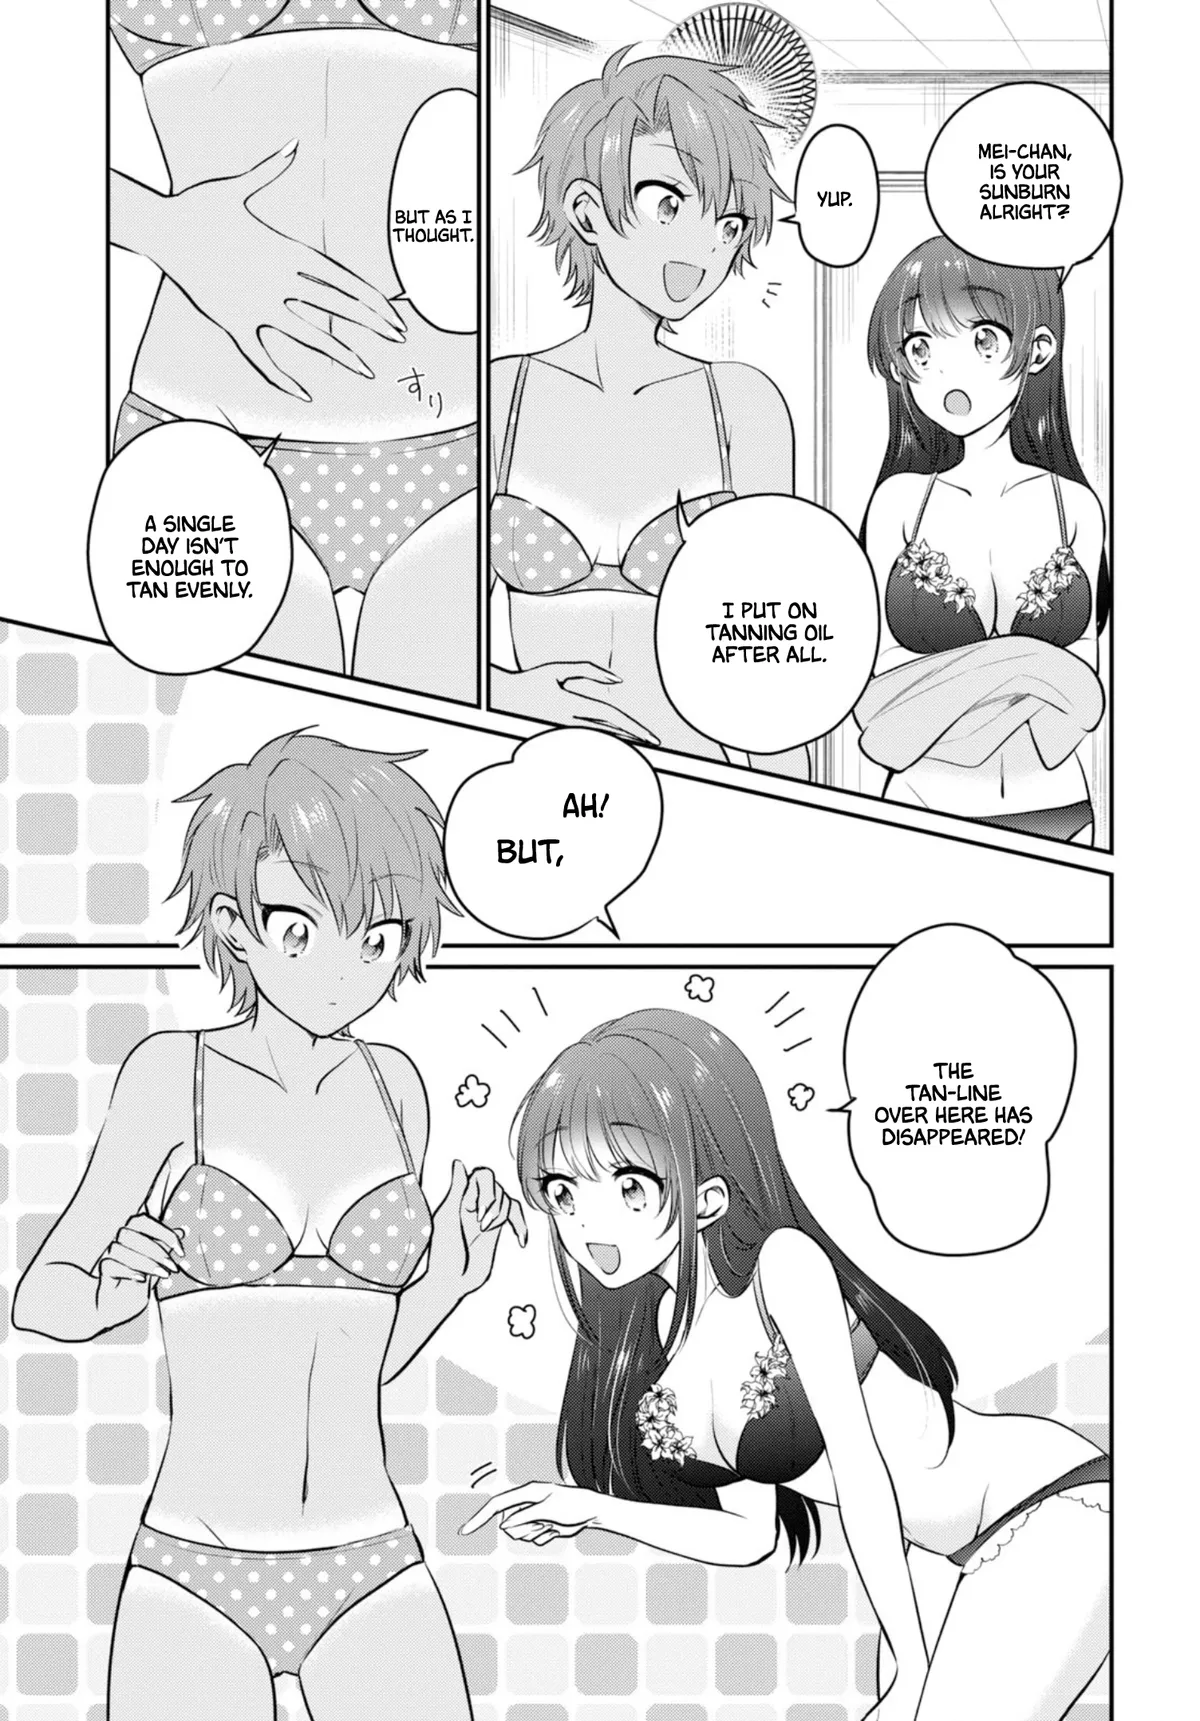 MEI-CHAN,
IS YOUR
SUNBURN
ALRIGHT?
YUP.
I PUT ON
TANNING OIL
AFTER ALL.
BUT AS I
THOUGHT.
すり
A SINGLE
DAY ISN'T
ENOUGH TO
TAN EVENLY.
AH!
BUT,
THE
TAN-LINE
OVER HERE HAS
DISAPPEARED!